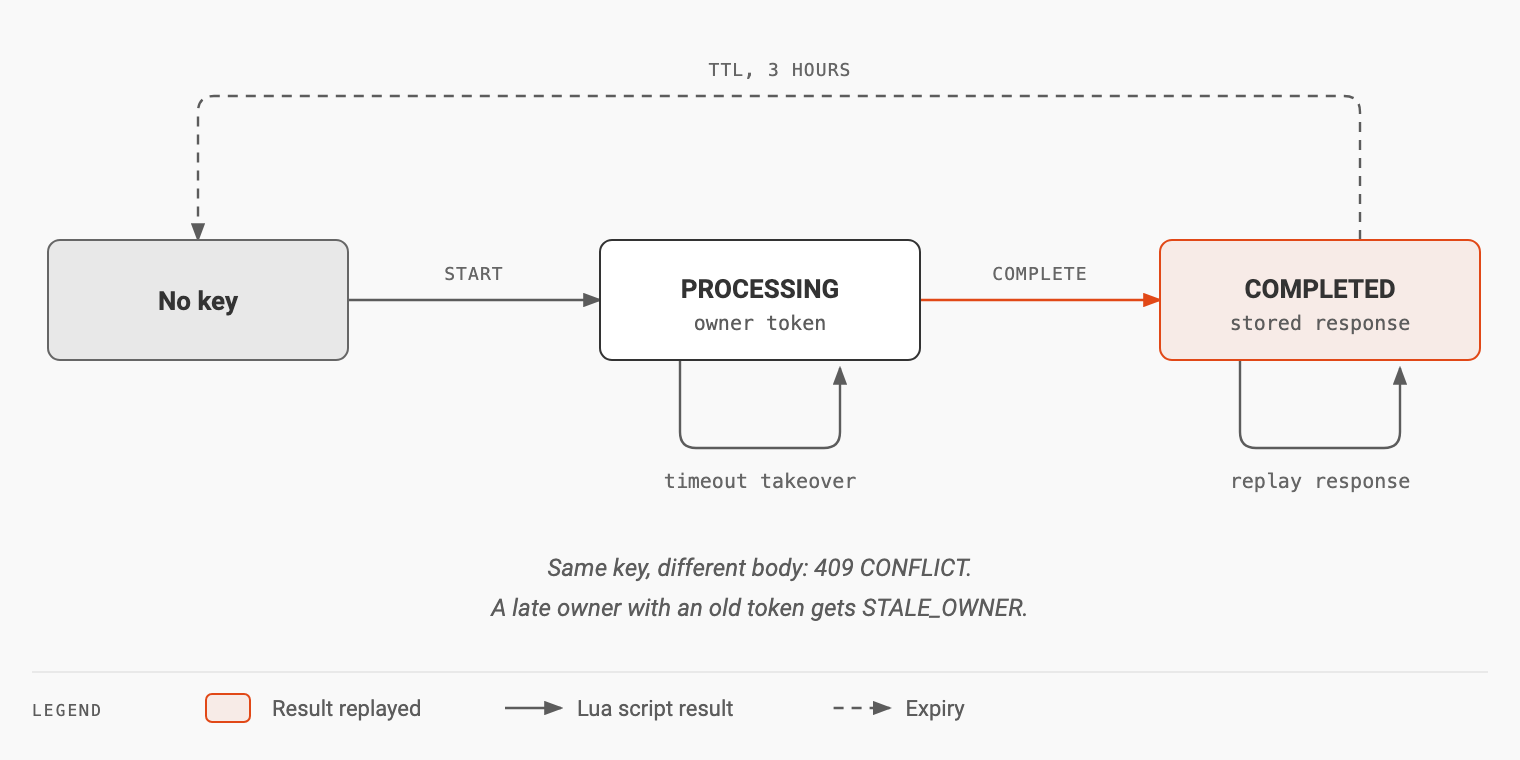 TTL, 3 HOURS
No key
START
PROCESSING
owner token
COMPLETE
COMPLETED
stored response
timeout takeover
replay response
Same key, different body: 409 CONFLICT.
A late owner with an old token gets STALE_OWNER.
LEGEND
Result replayed
Lua script result
Expiry